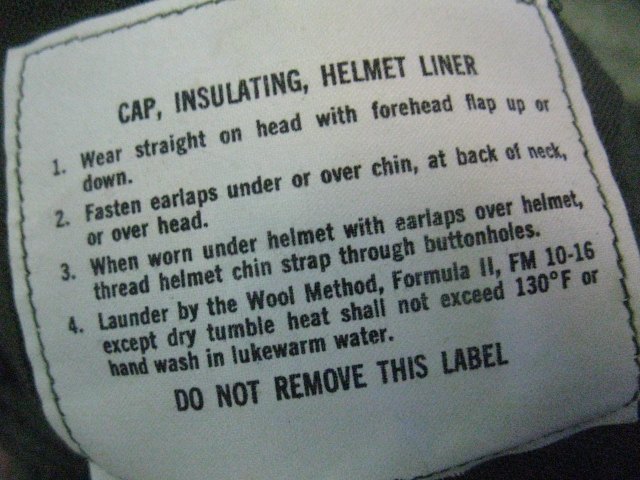 CAP, INSULATING, HELMET LINER
1. Wear straight on head with forehead flap up or
down.
2. Fasten earlaps under or over chin, at back of neck,
or over head.
3. When worn under helmet with earlaps over helmet,
thread helmet chin strap through buttonholes.
4. Launder by the Wool Method, Formula II, FM 10-16
except dry tumble heat shall not exceed 130°F or
hand wash in lukewarm water.
DO NOT REMOVE THIS LABEL